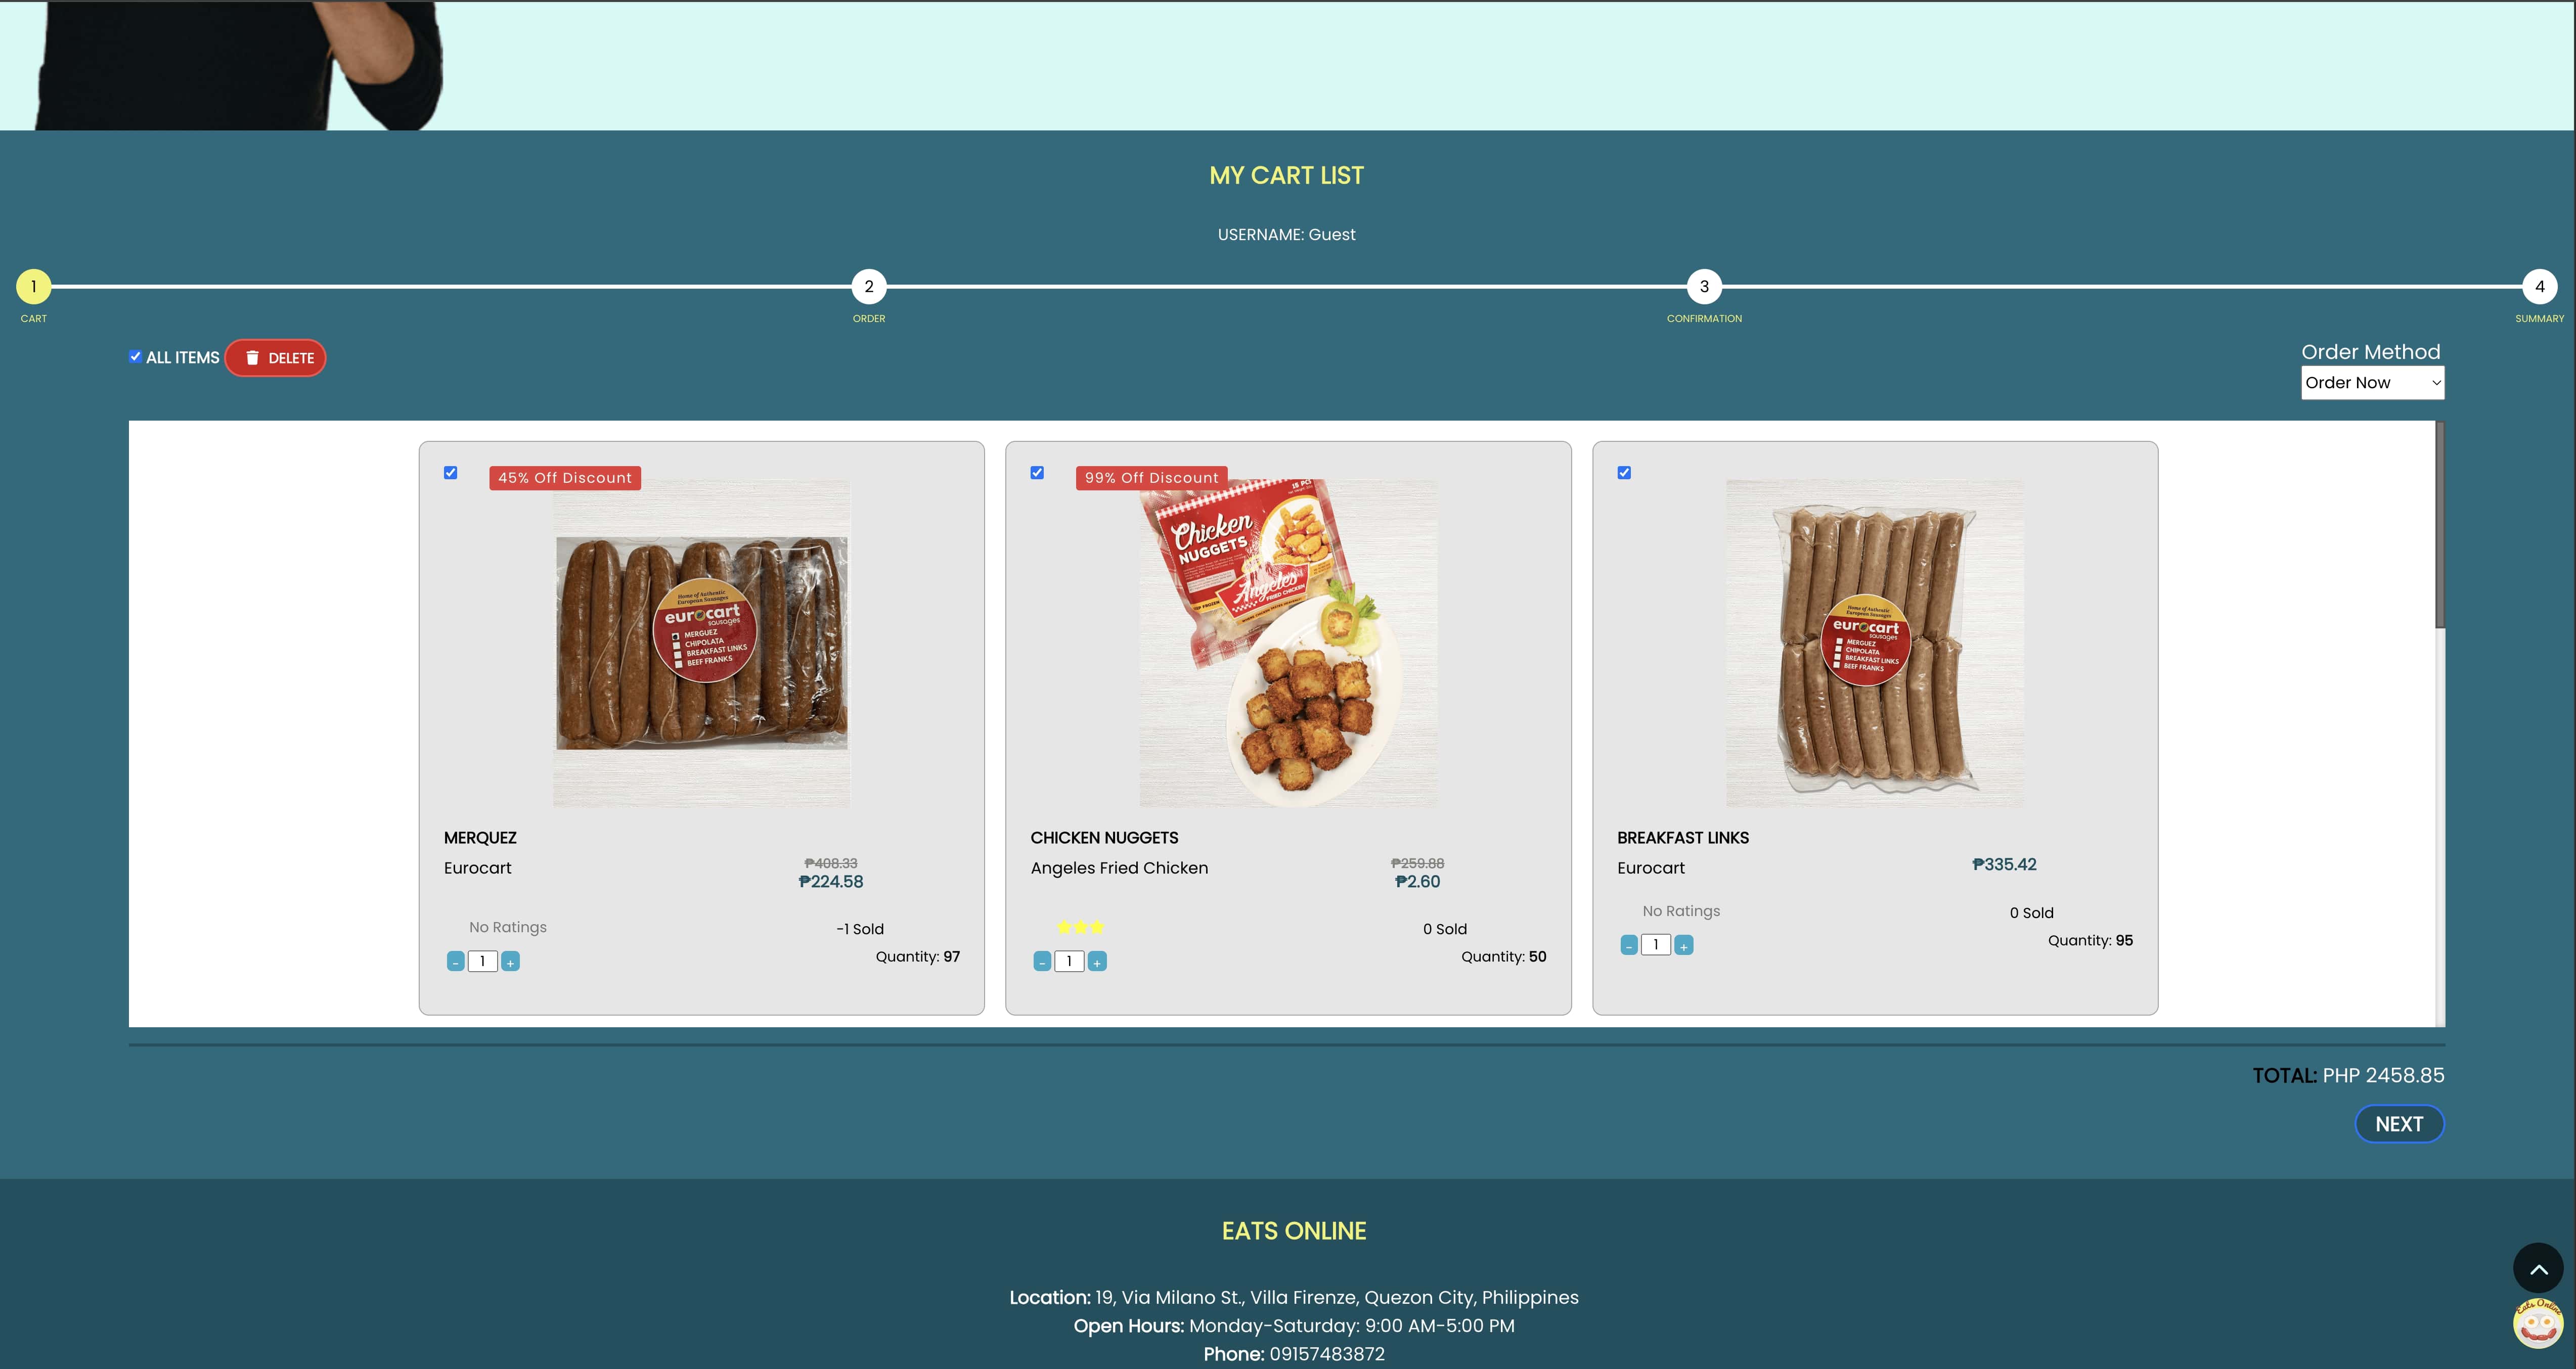 MY CART LIST
USERNAME: Guest
1
2
3
4
CART
ORDER
CONFIRMATION
SUMMARY
ALL ITEMS
DELETE
Order Method
Order Now
45% Off Discount
Home of Authentic
European Sausages
eurocart
sausages
MERGUEZ
CHIPOLATA
BREAKFAST LINKS
BEEF FRANKS
MERQUEZ
Eurocart
₱408.33
₱224.58
No Ratings
-1 Sold
- 1 +
Quantity: 97
99% Off Discount
18 PCS
Chicken
NUGGETS
Angeles
FRIED CHICKEN
CHICKEN NUGGETS
Angeles Fried Chicken
₱259.88
₱2.60
0 Sold
- 1 +
Quantity: 50
Home of Authentic
European Sausages
eurocart
sausages
MERGUEZ
CHIPOLATA
BREAKFAST LINKS
BEEF FRANKS
BREAKFAST LINKS
Eurocart
₱335.42
No Ratings
0 Sold
- 1 +
Quantity: 95
TOTAL: PHP 2458.85
NEXT
EATS ONLINE
Location: 19, Via Milano St., Villa Firenze, Quezon City, Philippines
Open Hours: Monday-Saturday: 9:00 AM-5:00 PM
Phone: 09157483872
Eats Online